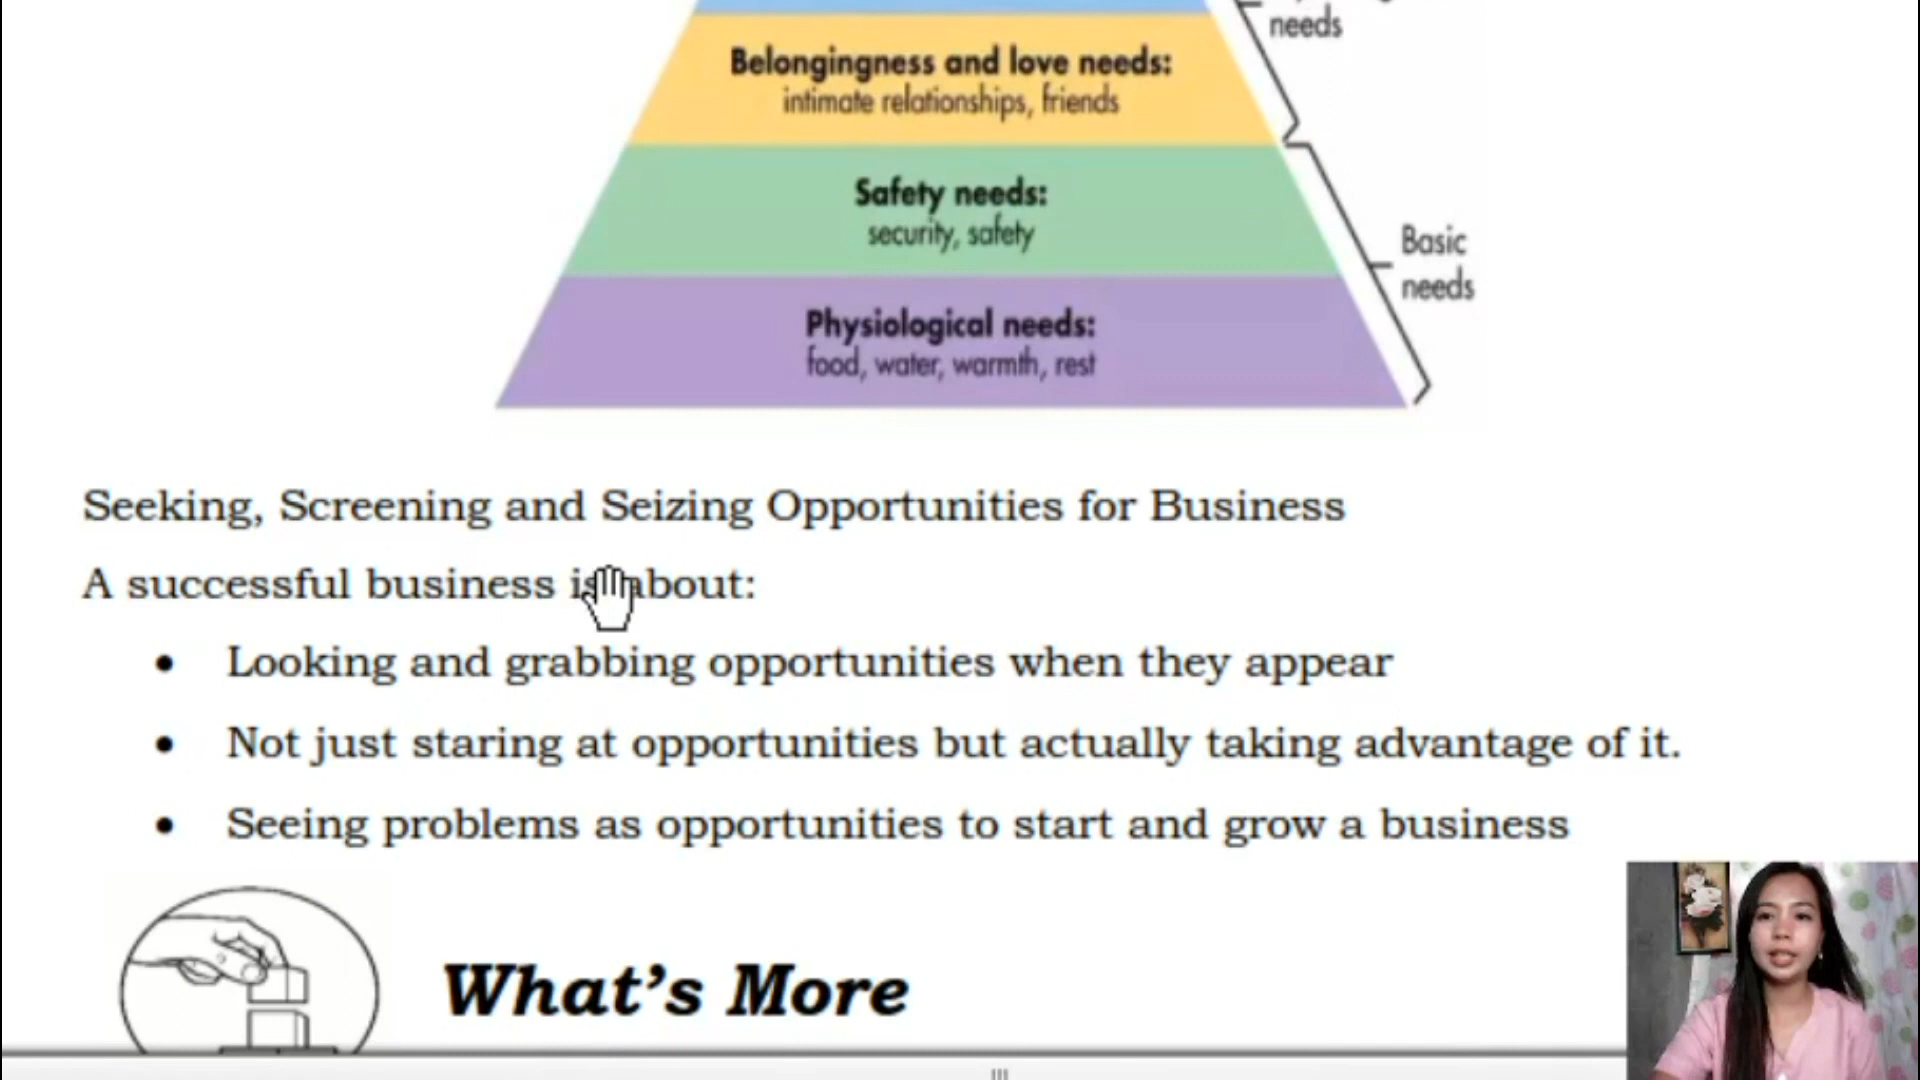 needs
Belongingness and love needs:
intimate relationships, friends
Safety needs:
security, safety
Basic
needs
Physiological needs:
food, water, warmth, rest
Seeking, Screening and Seizing Opportunities for Business
A successful business is about:
• Looking and grabbing opportunities when they appear
• Not just staring at opportunities but actually taking advantage of it.
• Seeing problems as opportunities to start and grow a business
What's More